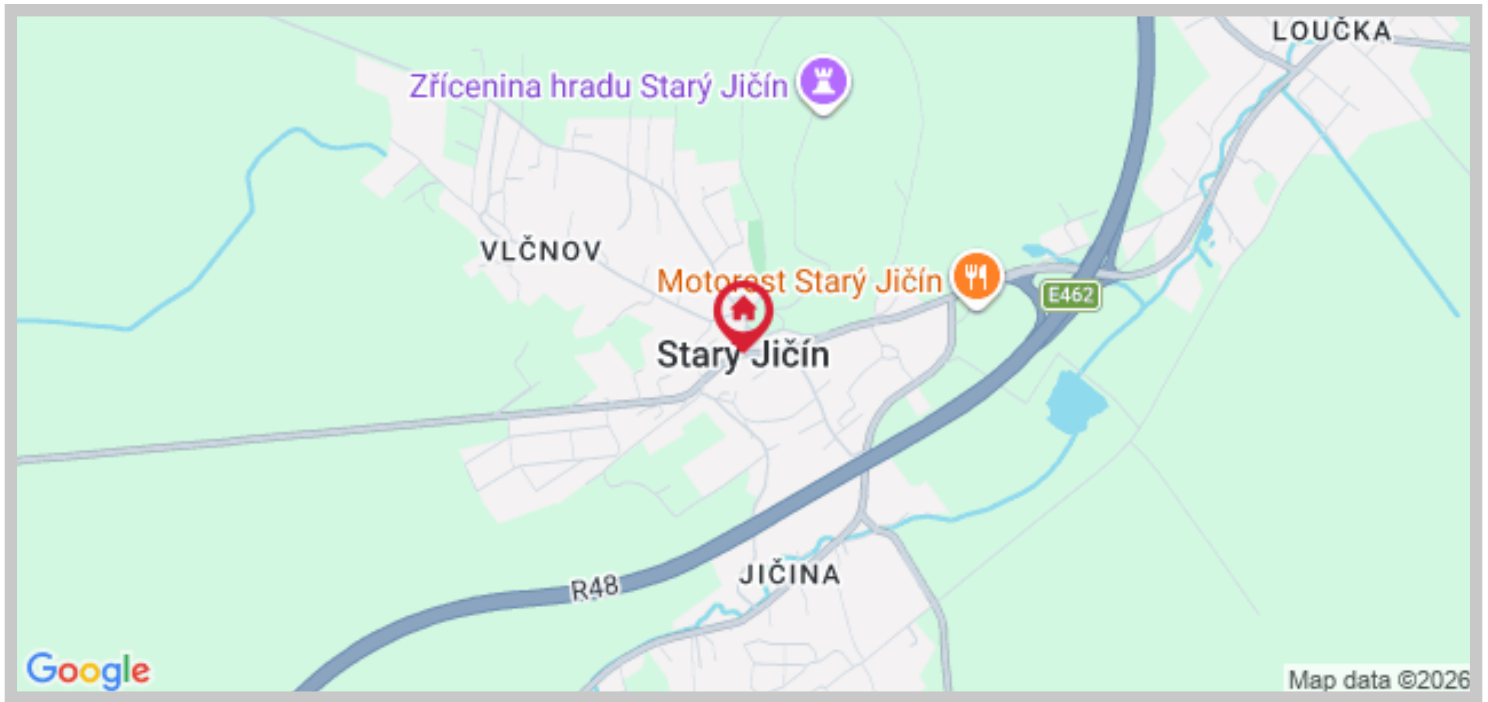 LOUČKA
Zřícenina hradu Starý Jičín
VLČNOV
Motorest Starý Jičín
E462
Starý Jičín
JIČINA
R48
Google
Map data ©2026